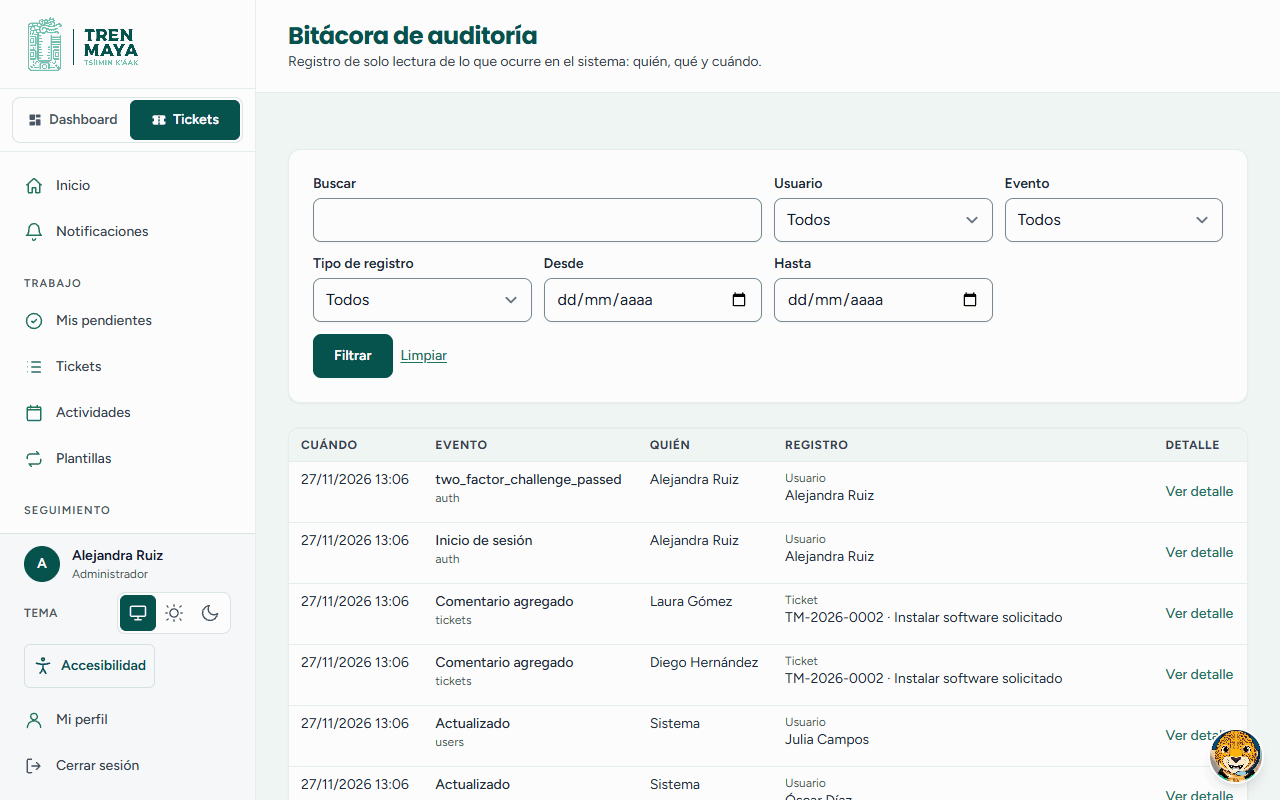 TREN
MAYA
TSÍIMIN K'ÁAK
Dashboard
Tickets
Inicio
Notificaciones
TRABAJO
Mis pendientes
Tickets
Actividades
Plantillas
SEGUIMIENTO
A
Alejandra Ruiz
Administrador
TEMA
Accesibilidad
Mi perfil
Cerrar sesión
Bitácora de auditoría
Registro de solo lectura de lo que ocurre en el sistema: quién, qué y cuándo.
Buscar
Usuario
Evento
Todos
Todos
Tipo de registro
Desde
Hasta
Todos
dd/mm/aaaa
dd/mm/aaaa
Filtrar
Limpiar
CUÁNDO EVENTO QUIÉN REGISTRO DETALLE
27/11/2026 13:06 two_factor_challenge_passed Alejandra Ruiz Usuario
auth Alejandra Ruiz Ver detalle
27/11/2026 13:06 Inicio de sesión Alejandra Ruiz Usuario
auth Alejandra Ruiz Ver detalle
27/11/2026 13:06 Comentario agregado Laura Gómez Ticket
tickets TM-2026-0002 · Instalar software solicitado Ver detalle
27/11/2026 13:06 Comentario agregado Diego Hernández Ticket
tickets TM-2026-0002 · Instalar software solicitado Ver detalle
27/11/2026 13:06 Actualizado Sistema Usuario
users Julia Campos Ver
27/11/2026 13:06 Actualizado Sistema Usuario
Óscar Díaz Ver detalle